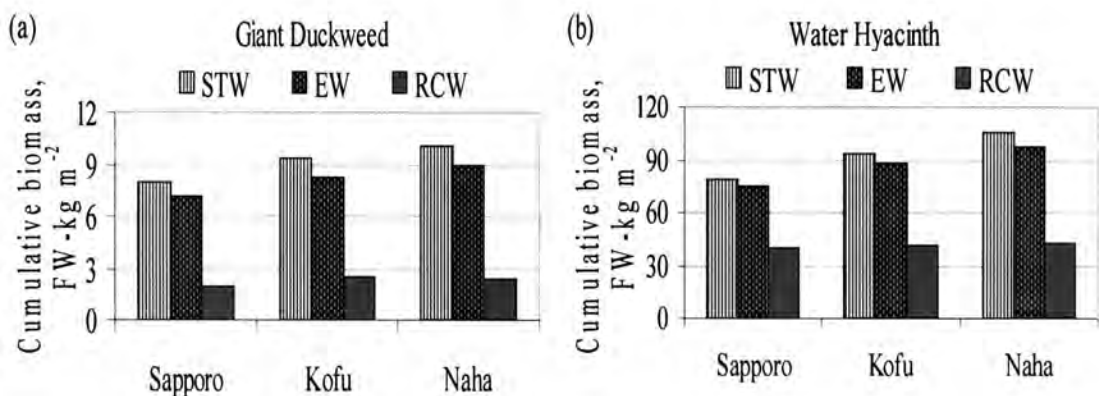 (a)
Giant Duckweed
STW EW RCW
Cumulative biomass,
FW-kg m-2
12
9
6
3
0
Sapporo Kofu Naha
(b)
Water Hyacinth
STW EW RCW
Cumulative biomass,
FW-kg m-2
120
90
60
30
0
Sapporo Kofu Naha